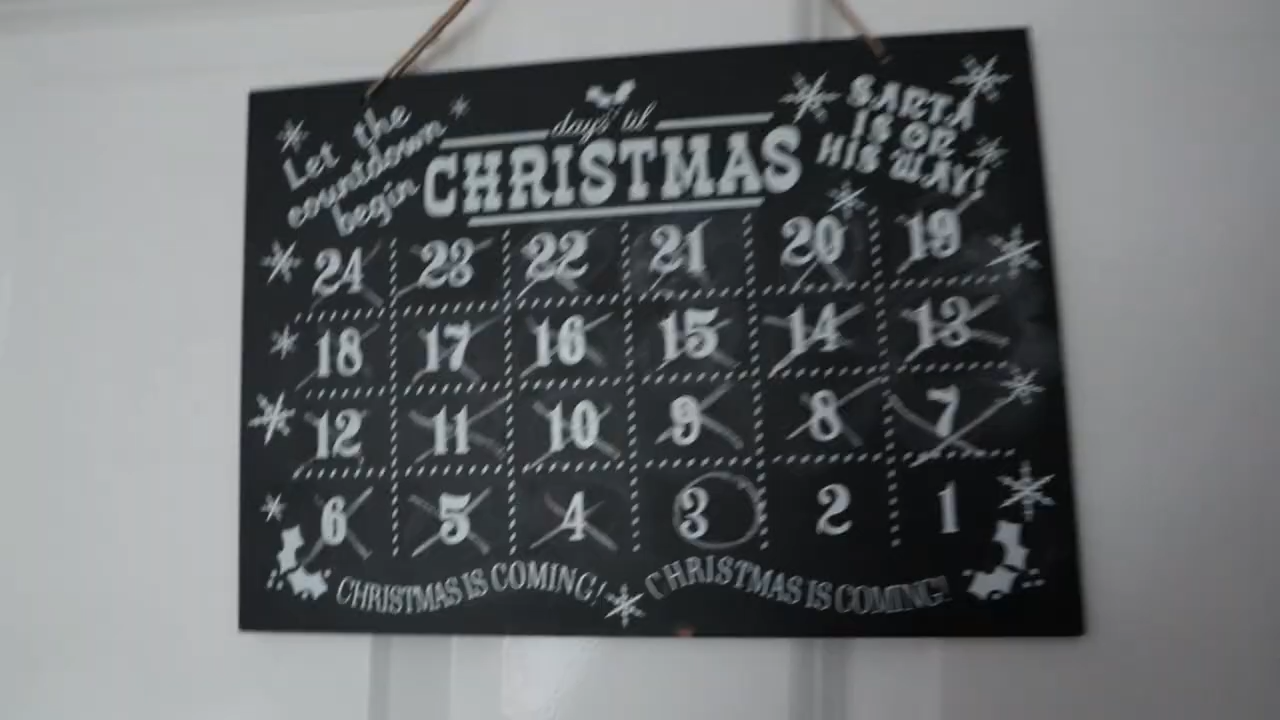 Let the
countdown
begin
days' til
CHRISTMAS
SANTA
IS ON
HIS WAY!
24 23 22 21 20 19
18 17 16 15 14 13
12 11 10 9 8 7
6 5 4 3 2 1
CHRISTMAS IS COMING! CHRISTMAS IS COMING!